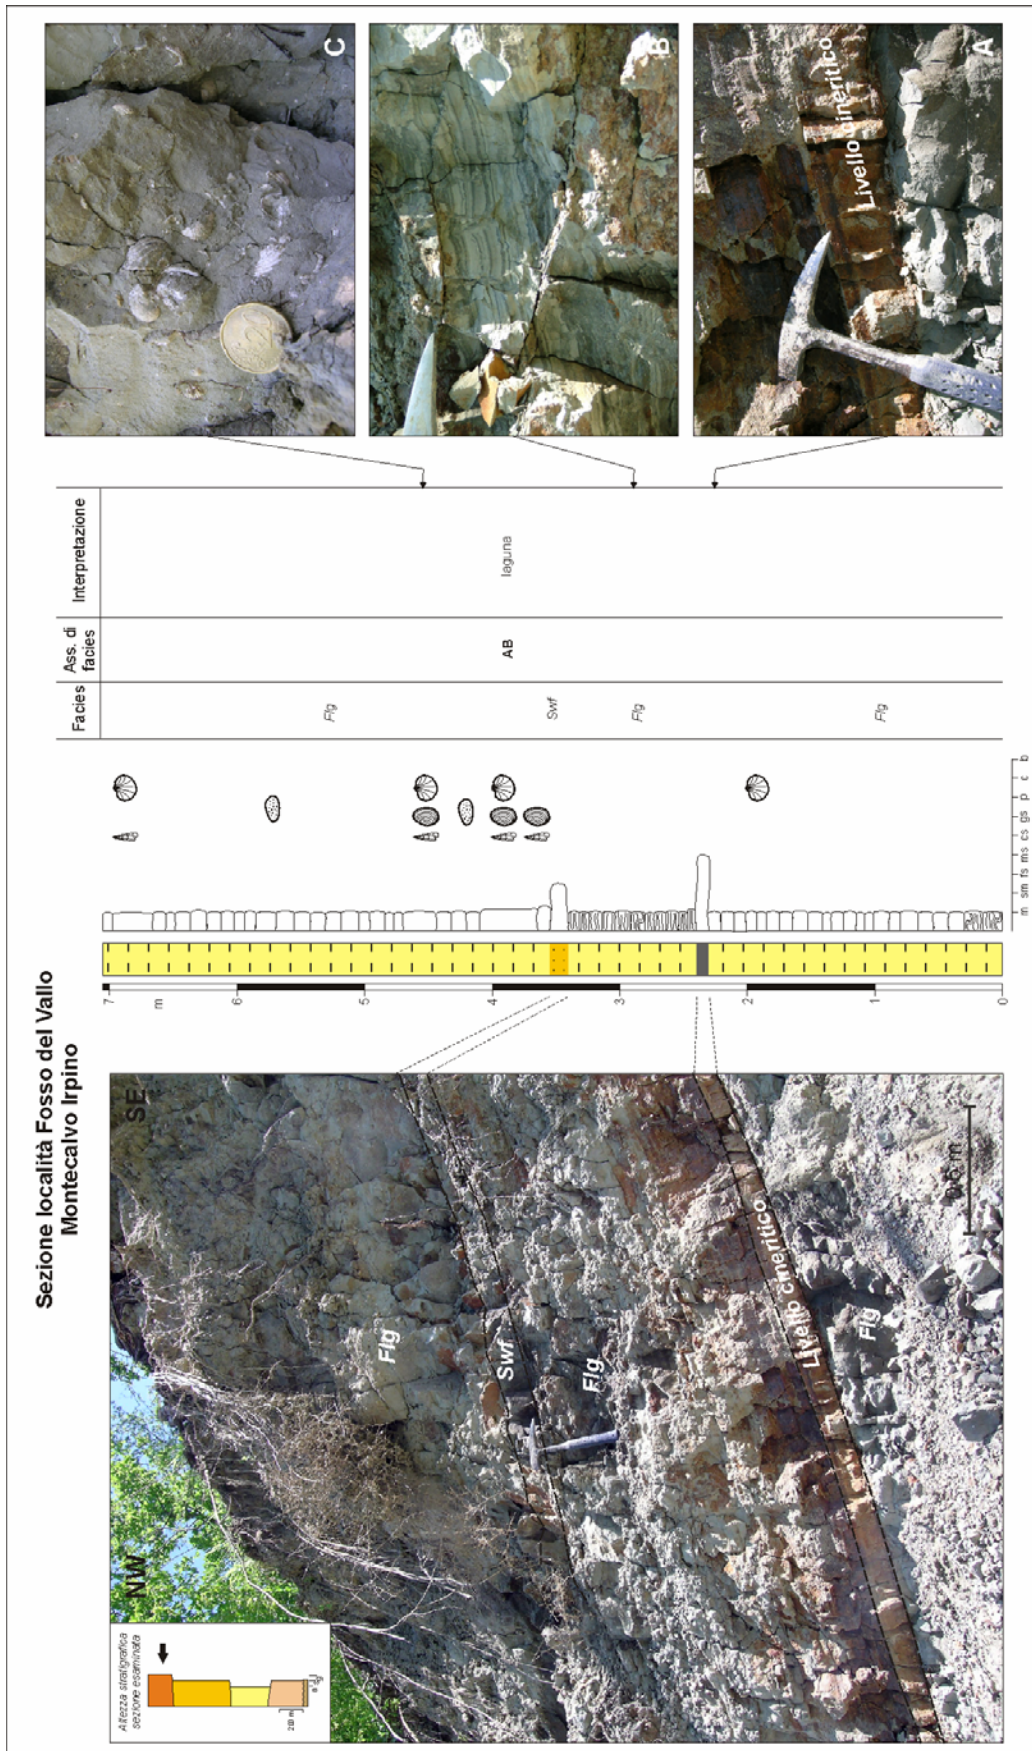 Sezione località Fosso del Vallo
Montecalvo Irpino
Altezza stratigrafica
sezione esaminata
200 m
NW
SE
Flg
Swf
Flg
Livello cineritico
Flg
0,5 m
7
m
6
5
4
3
2
1
0
m sm fs ms cs gs p c b
Facies
Ass. di
facies
Interpretazione
Flg
Swf
Flg
Flg
AB
laguna
C
B
A
Livello cineritico